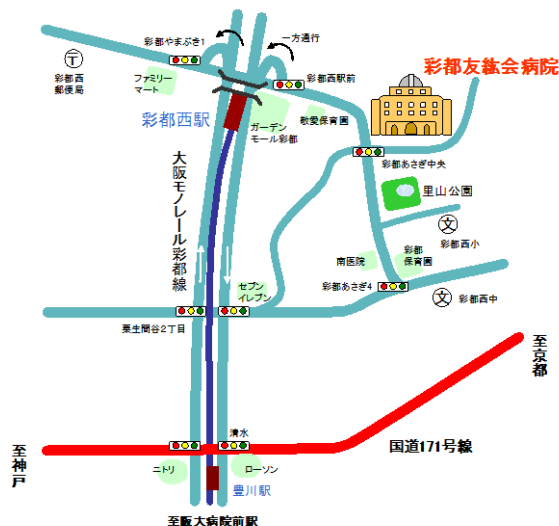 彩都やまぶき1
一方通行
〒
彩都西
郵便局
ファミリー
マート
彩都西駅前
彩都友紘会病院
彩都西駅
ガーデン
モール彩都
敬愛保育園
彩都あさぎ中央
里山公園
大阪モノレール彩都線
文
彩都西小
南医院
彩都
保育園
セブン
イレブン
彩都あさぎ4
文
彩都西中
粟生間谷2丁目
至京都
清水
国道171号線
至神戸
ニトリ
ローソン
豊川駅
至阪大病院前駅